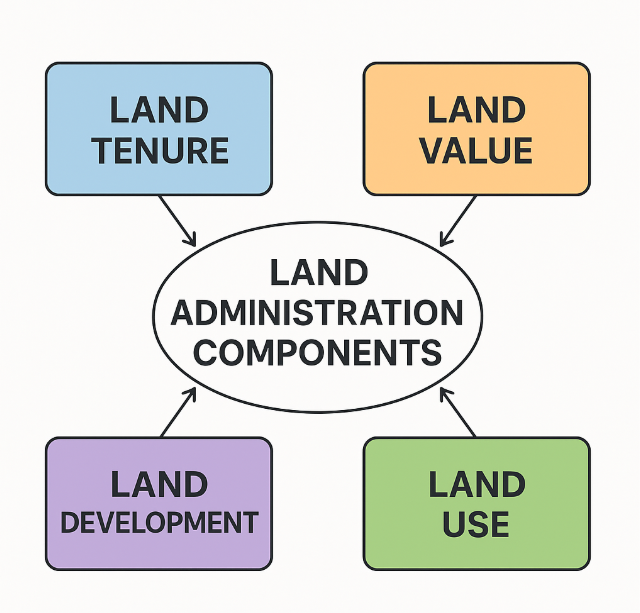 LAND
TENURE
LAND
VALUE
LAND
ADMINISTRATION
COMPONENTS
LAND
DEVELOPMENT
LAND
USE